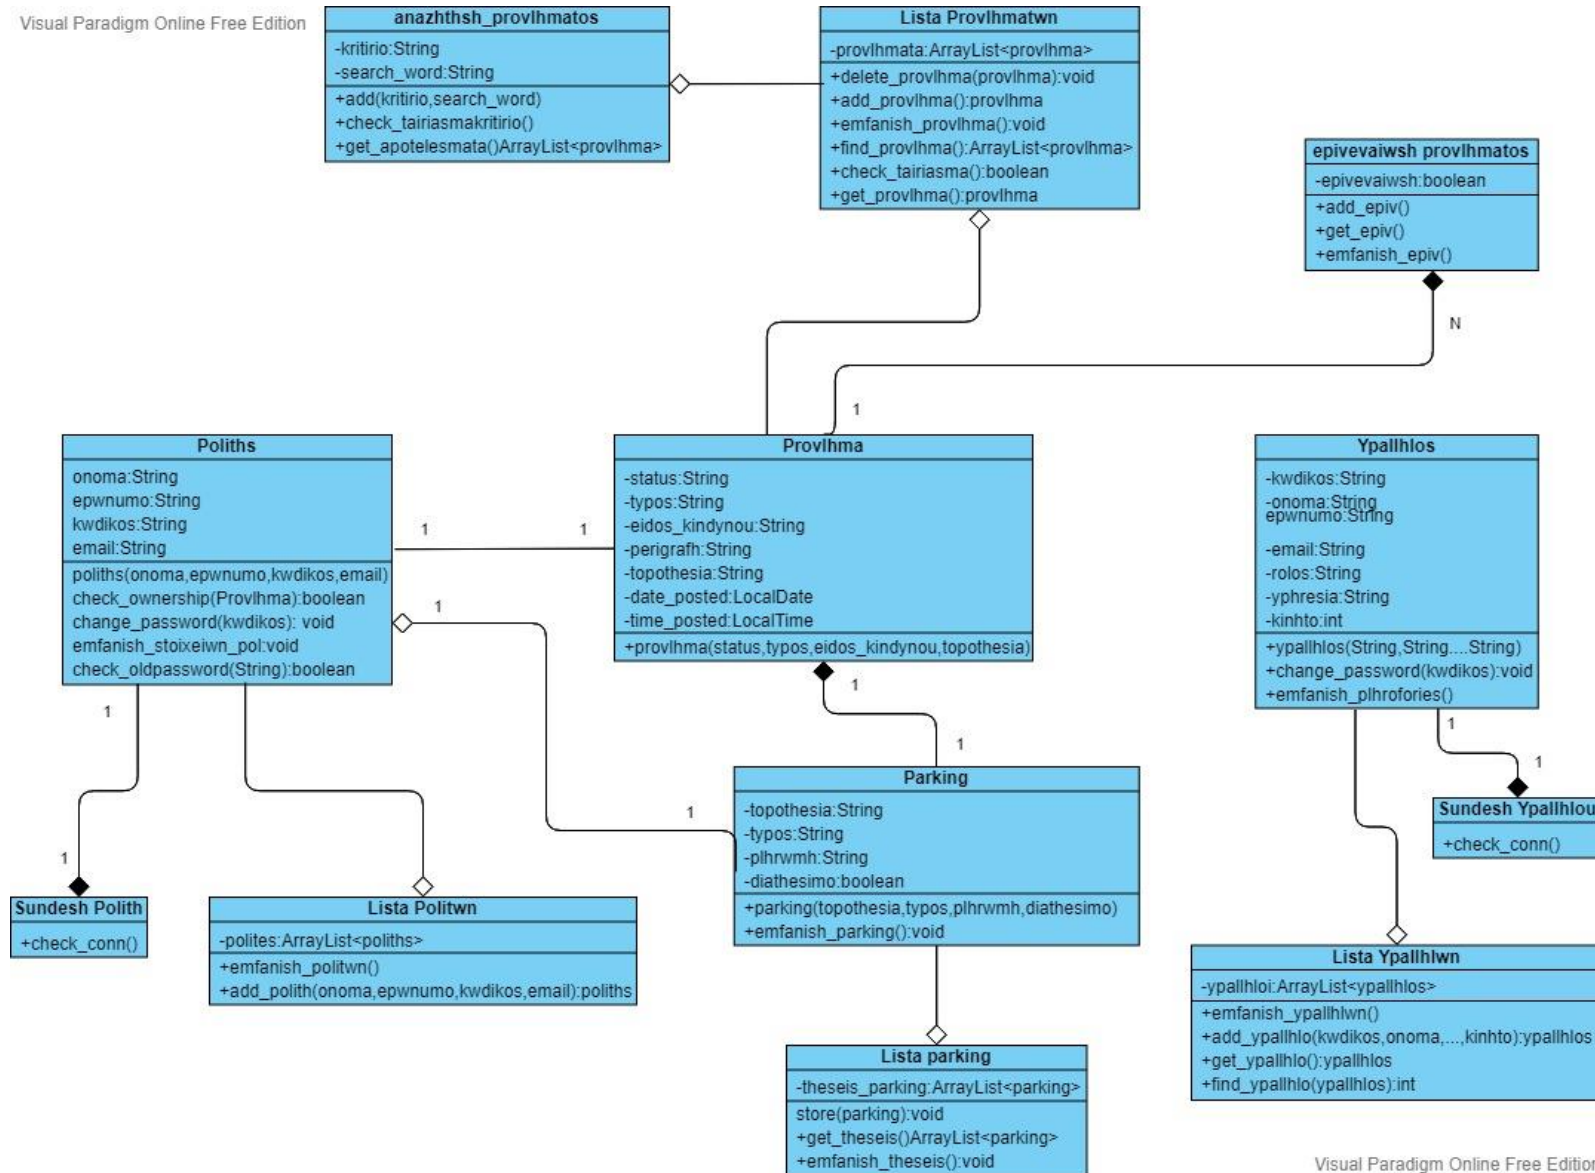 Visual Paradigm Online Free Edition
anazhthsh_provlhmatos
-kritirio:String
-search_word:String
+add(kritirio,search_word)
+check_tairiasmakritirio()
+get_apotelesmata()ArrayList<provlhma>
Lista Provlhmatwn
-provlhmata:ArrayList<provlhma>
+delete_provlhma(provlhma):void
+add_provlhma():provlhma
+emfanish_provlhma():void
+find_provlhma():ArrayList<provlhma>
+check_tairiasma():boolean
+get_provlhma():provlhma
epivevaiwsh provlhmatos
-epivevaiwsh:boolean
+add_epiv()
+get_epiv()
+emfanish_epiv()
N
1
Poliths
onoma:String
epwnumo:String
kwdikos:String
email:String
poliths(onoma,epwnumo,kwdikos,email)
check_ownership(Provlhma):boolean
change_password(kwdikos): void
emfanish_stoixeiwn_pol:void
check_oldpassword(String):boolean
1
1
1
Provlhma
-status:String
-typos:String
-eidos_kindynou:String
-perigrafh:String
-topothesia:String
-date_posted:LocalDate
-time_posted:LocalTime
+provlhma(status,typos,eidos_kindynou,topothesia)
Ypallhlos
-kwdikos:String
-onoma:String
epwnumo:String
-email:String
-rolos:String
-yphresia:String
-kinhto:int
+ypallhlos(String,String....String)
+change_password(kwdikos):void
+emfanish_plhrofories()
1
1
1
1
1
1
1
Parking
-topothesia:String
-typos:String
-plhrwmh:String
-diathesimo:boolean
+parking(topothesia,typos,plhrwmh,diathesimo)
+emfanish_parking():void
Sundesh Ypallhlou
+check_conn()
Sundesh Polith
+check_conn()
Lista Politwn
-polites:ArrayList<poliths>
+emfanish_politwn()
+add_polith(onoma,epwnumo,kwdikos,email):poliths
Lista Ypallhlwn
-ypallhloi:ArrayList<ypallhlos>
+emfanish_ypallhlwn()
+add_ypallhlo(kwdikos,onoma,...,kinhto):ypallhlos
+get_ypallhlo():ypallhlos
+find_ypallhlo(ypallhlos):int
Lista parking
-theseis_parking:ArrayList<parking>
store(parking):void
+get_theseis()ArrayList<parking>
+emfanish_theseis():void
Visual Paradigm Online Free Edition